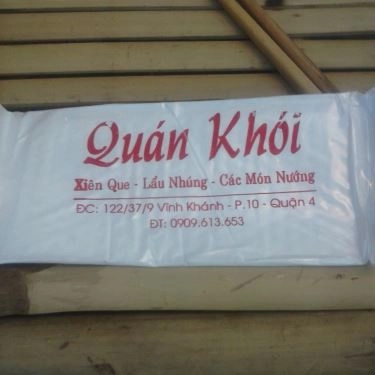 Quán Khói
Xiên Que - Lẩu Nhúng - Các Món Nướng
ĐC: 122/37/9 Vĩnh Khánh - P.10 - Quận 4
ĐT: 0909.613.653